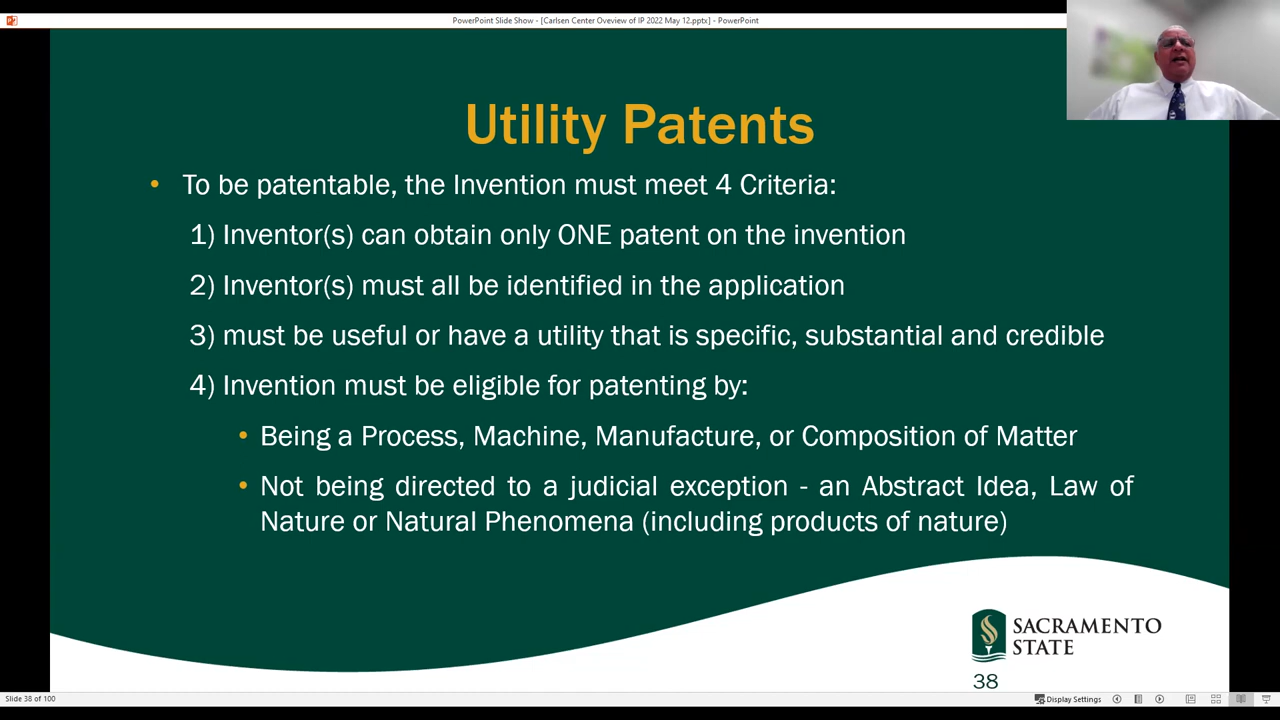 PowerPoint Slide Show - [Carlsen Center Oveview of IP 2022 May 12.pptx] - PowerPoint
Utility Patents
• To be patentable, the Invention must meet 4 Criteria:
1) Inventor(s) can obtain only ONE patent on the invention
2) Inventor(s) must all be identified in the application
3) must be useful or have a utility that is specific, substantial and credible
4) Invention must be eligible for patenting by:
• Being a Process, Machine, Manufacture, or Composition of Matter
• Not being directed to a judicial exception - an Abstract Idea, Law of
Nature or Natural Phenomena (including products of nature)
SACRAMENTO
STATE
38
Slide 38 of 100
Display Settings